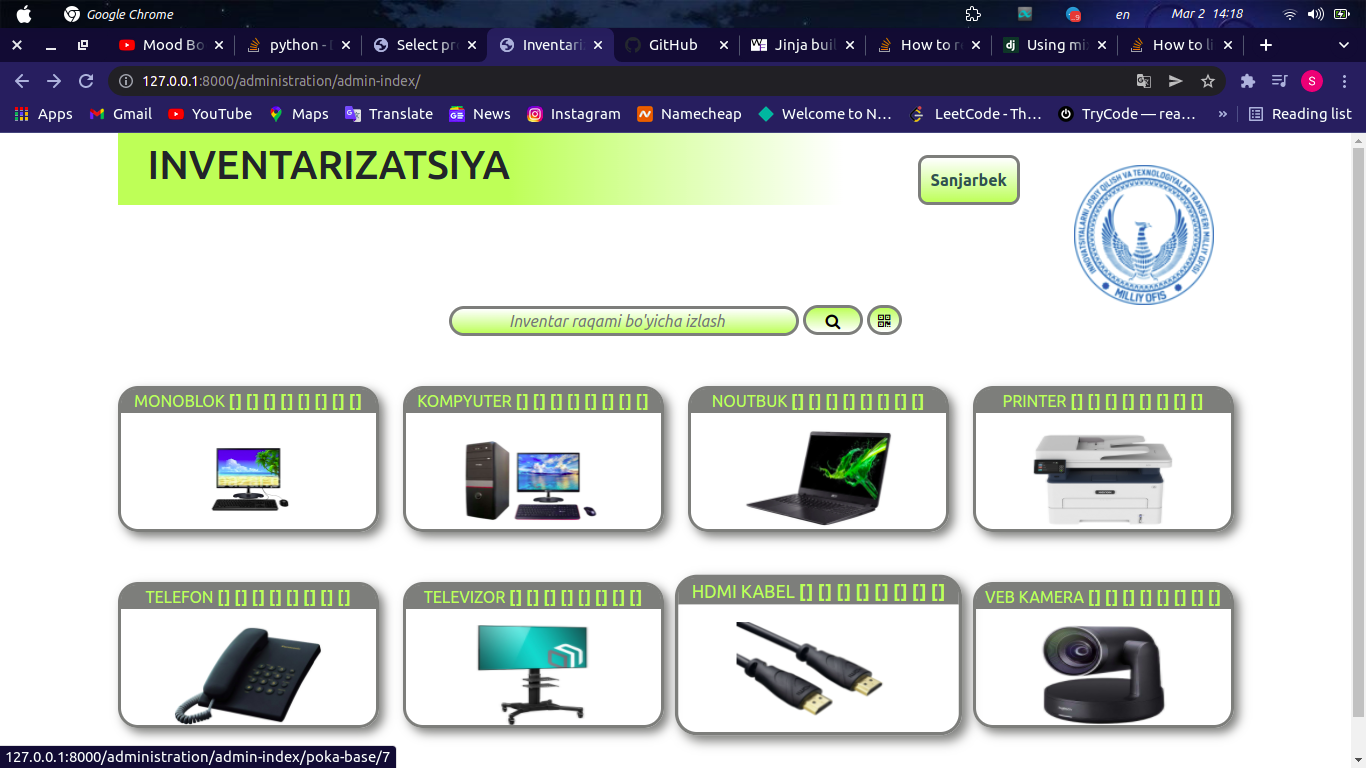 Google Chrome
en
Mar 2 14:18
Mood Bo
python - I
Select pr
Inventari
GitHub
Jinja buil
How to r
Using mi
How to li
127.0.0.1:8000/administration/admin-index/
S
Apps
Gmail
YouTube
Maps
Translate
News
Instagram
Namecheap
Welcome to N...
LeetCode - Th...
TryCode — rea...
»
Reading list
INVENTARIZATSIYA
Sanjarbek
INNOVATSIYALARNI JORIY QILISH VA TEXNOLOGIYALAR TRANSFERI MILLIY OFISI
MILLIY OFIS
Inventar raqami bo'yicha izlash
MONOBLOK [] [] [] [] [] [] [] []
KOMPYUTER [] [] [] [] [] [] [] []
NOUTBUK [] [] [] [] [] [] [] []
PRINTER [] [] [] [] [] [] [] []
TELEFON [] [] [] [] [] [] [] []
TELEVIZOR [] [] [] [] [] [] [] []
HDMI KABEL [] [] [] [] [] [] [] []
VEB KAMERA [] [] [] [] [] [] [] []
127.0.0.1:8000/administration/admin-index/poka-base/7